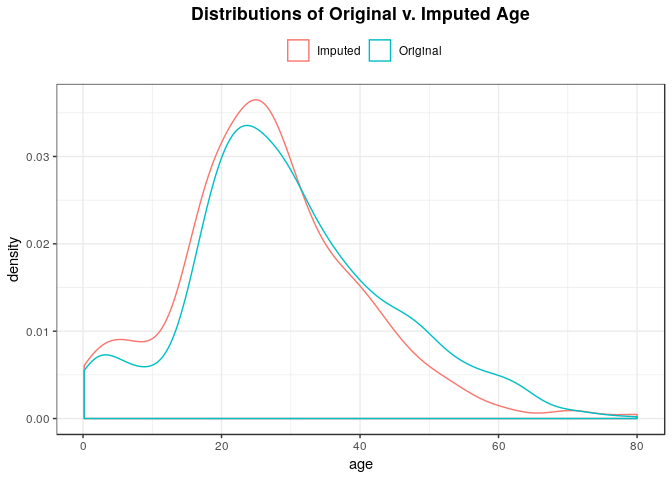 Distributions of Original v. Imputed Age
Imputed Original
0.03
0.02
0.01
0.00
density
0 20 40 60 80
age